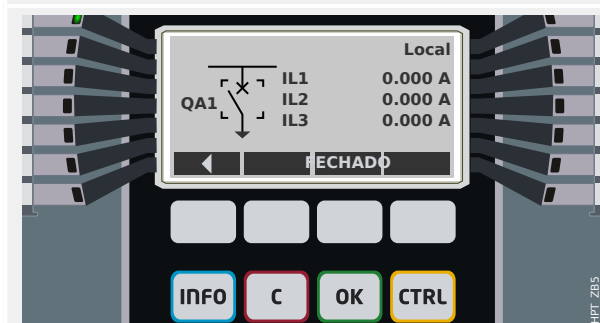 Local
IL1 0.000 A
QA1 IL2 0.000 A
IL3 0.000 A
FECHADO
INFO C OK CTRL
HPT ZB5